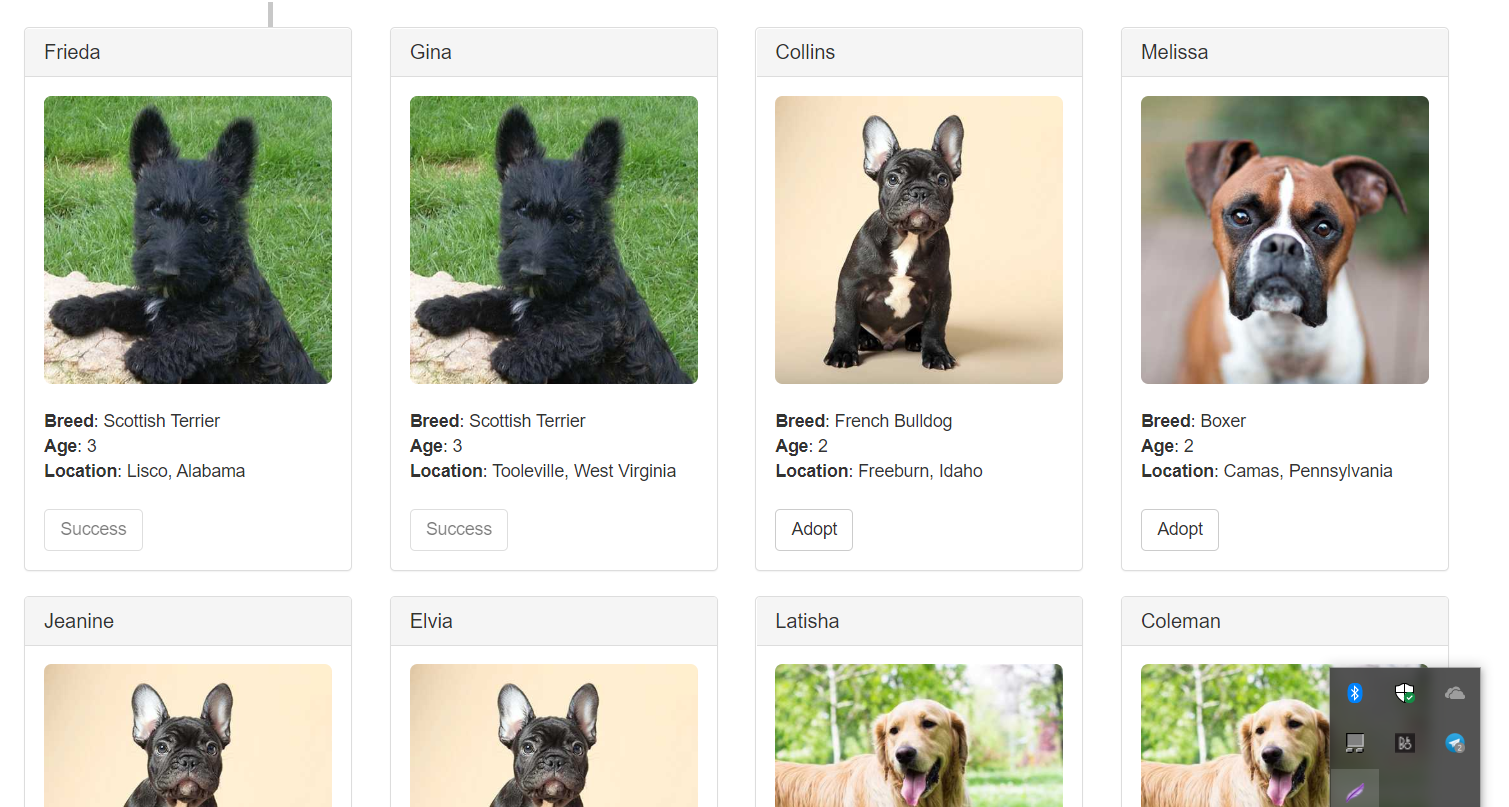 Frieda
Gina
Collins
Melissa
Breed: Scottish Terrier
Age: 3
Location: Lisco, Alabama
Success
Breed: Scottish Terrier
Age: 3
Location: Tooleville, West Virginia
Success
Breed: French Bulldog
Age: 2
Location: Freeburn, Idaho
Adopt
Breed: Boxer
Age: 2
Location: Camas, Pennsylvania
Adopt
Jeanine
Elvia
Latisha
Coleman
2